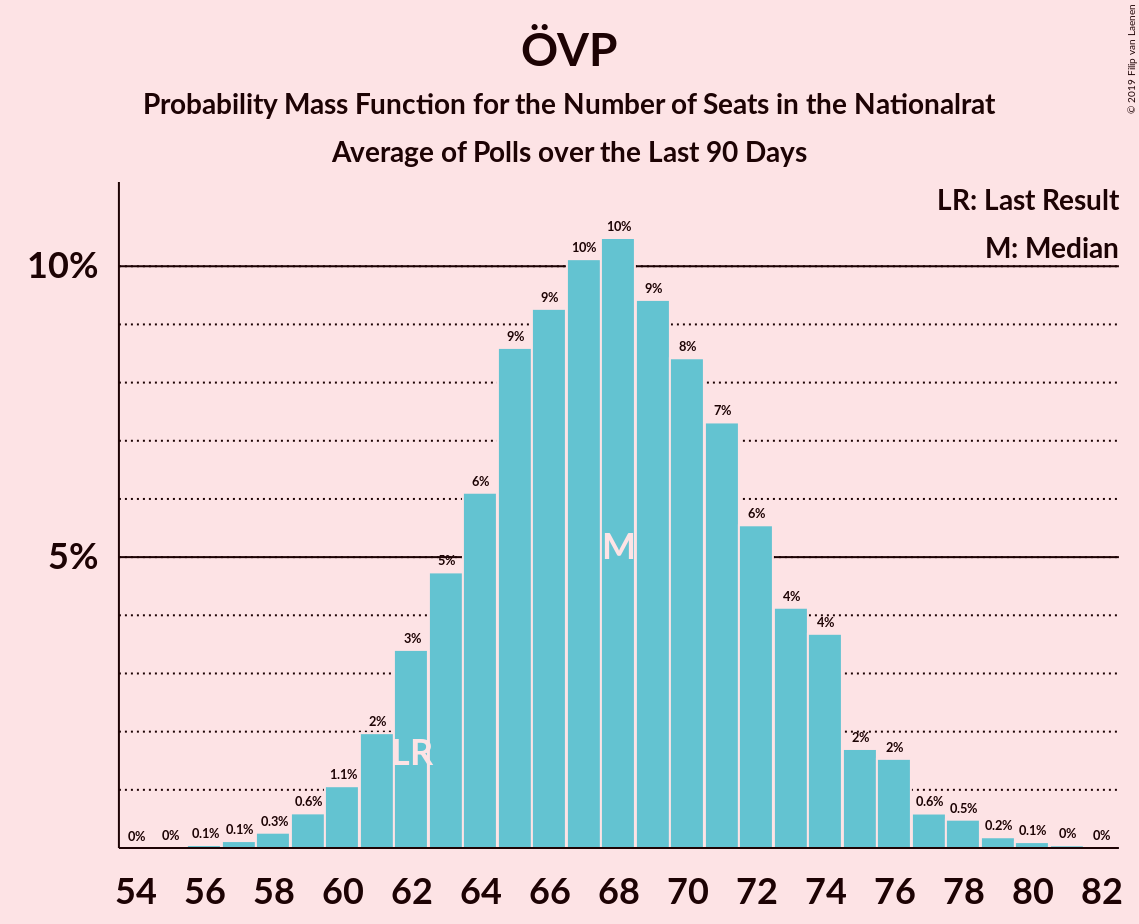 ÖVP
Probability Mass Function for the Number of Seats in the Nationalrat
Average of Polls over the Last 90 Days
© 2019 Filip van Laenen
LR: Last Result
M: Median
10%
5%
0% 0% 0.1% 0.1% 0.3% 0.6% 1.1% 2% 3% 5% 6% 9% 9% 10% 10% 9% 8% 7% 6% 4% 4% 2% 2% 0.6% 0.5% 0.2% 0.1% 0% 0%
M
LR
54 56 58 60 62 64 66 68 70 72 74 76 78 80 82